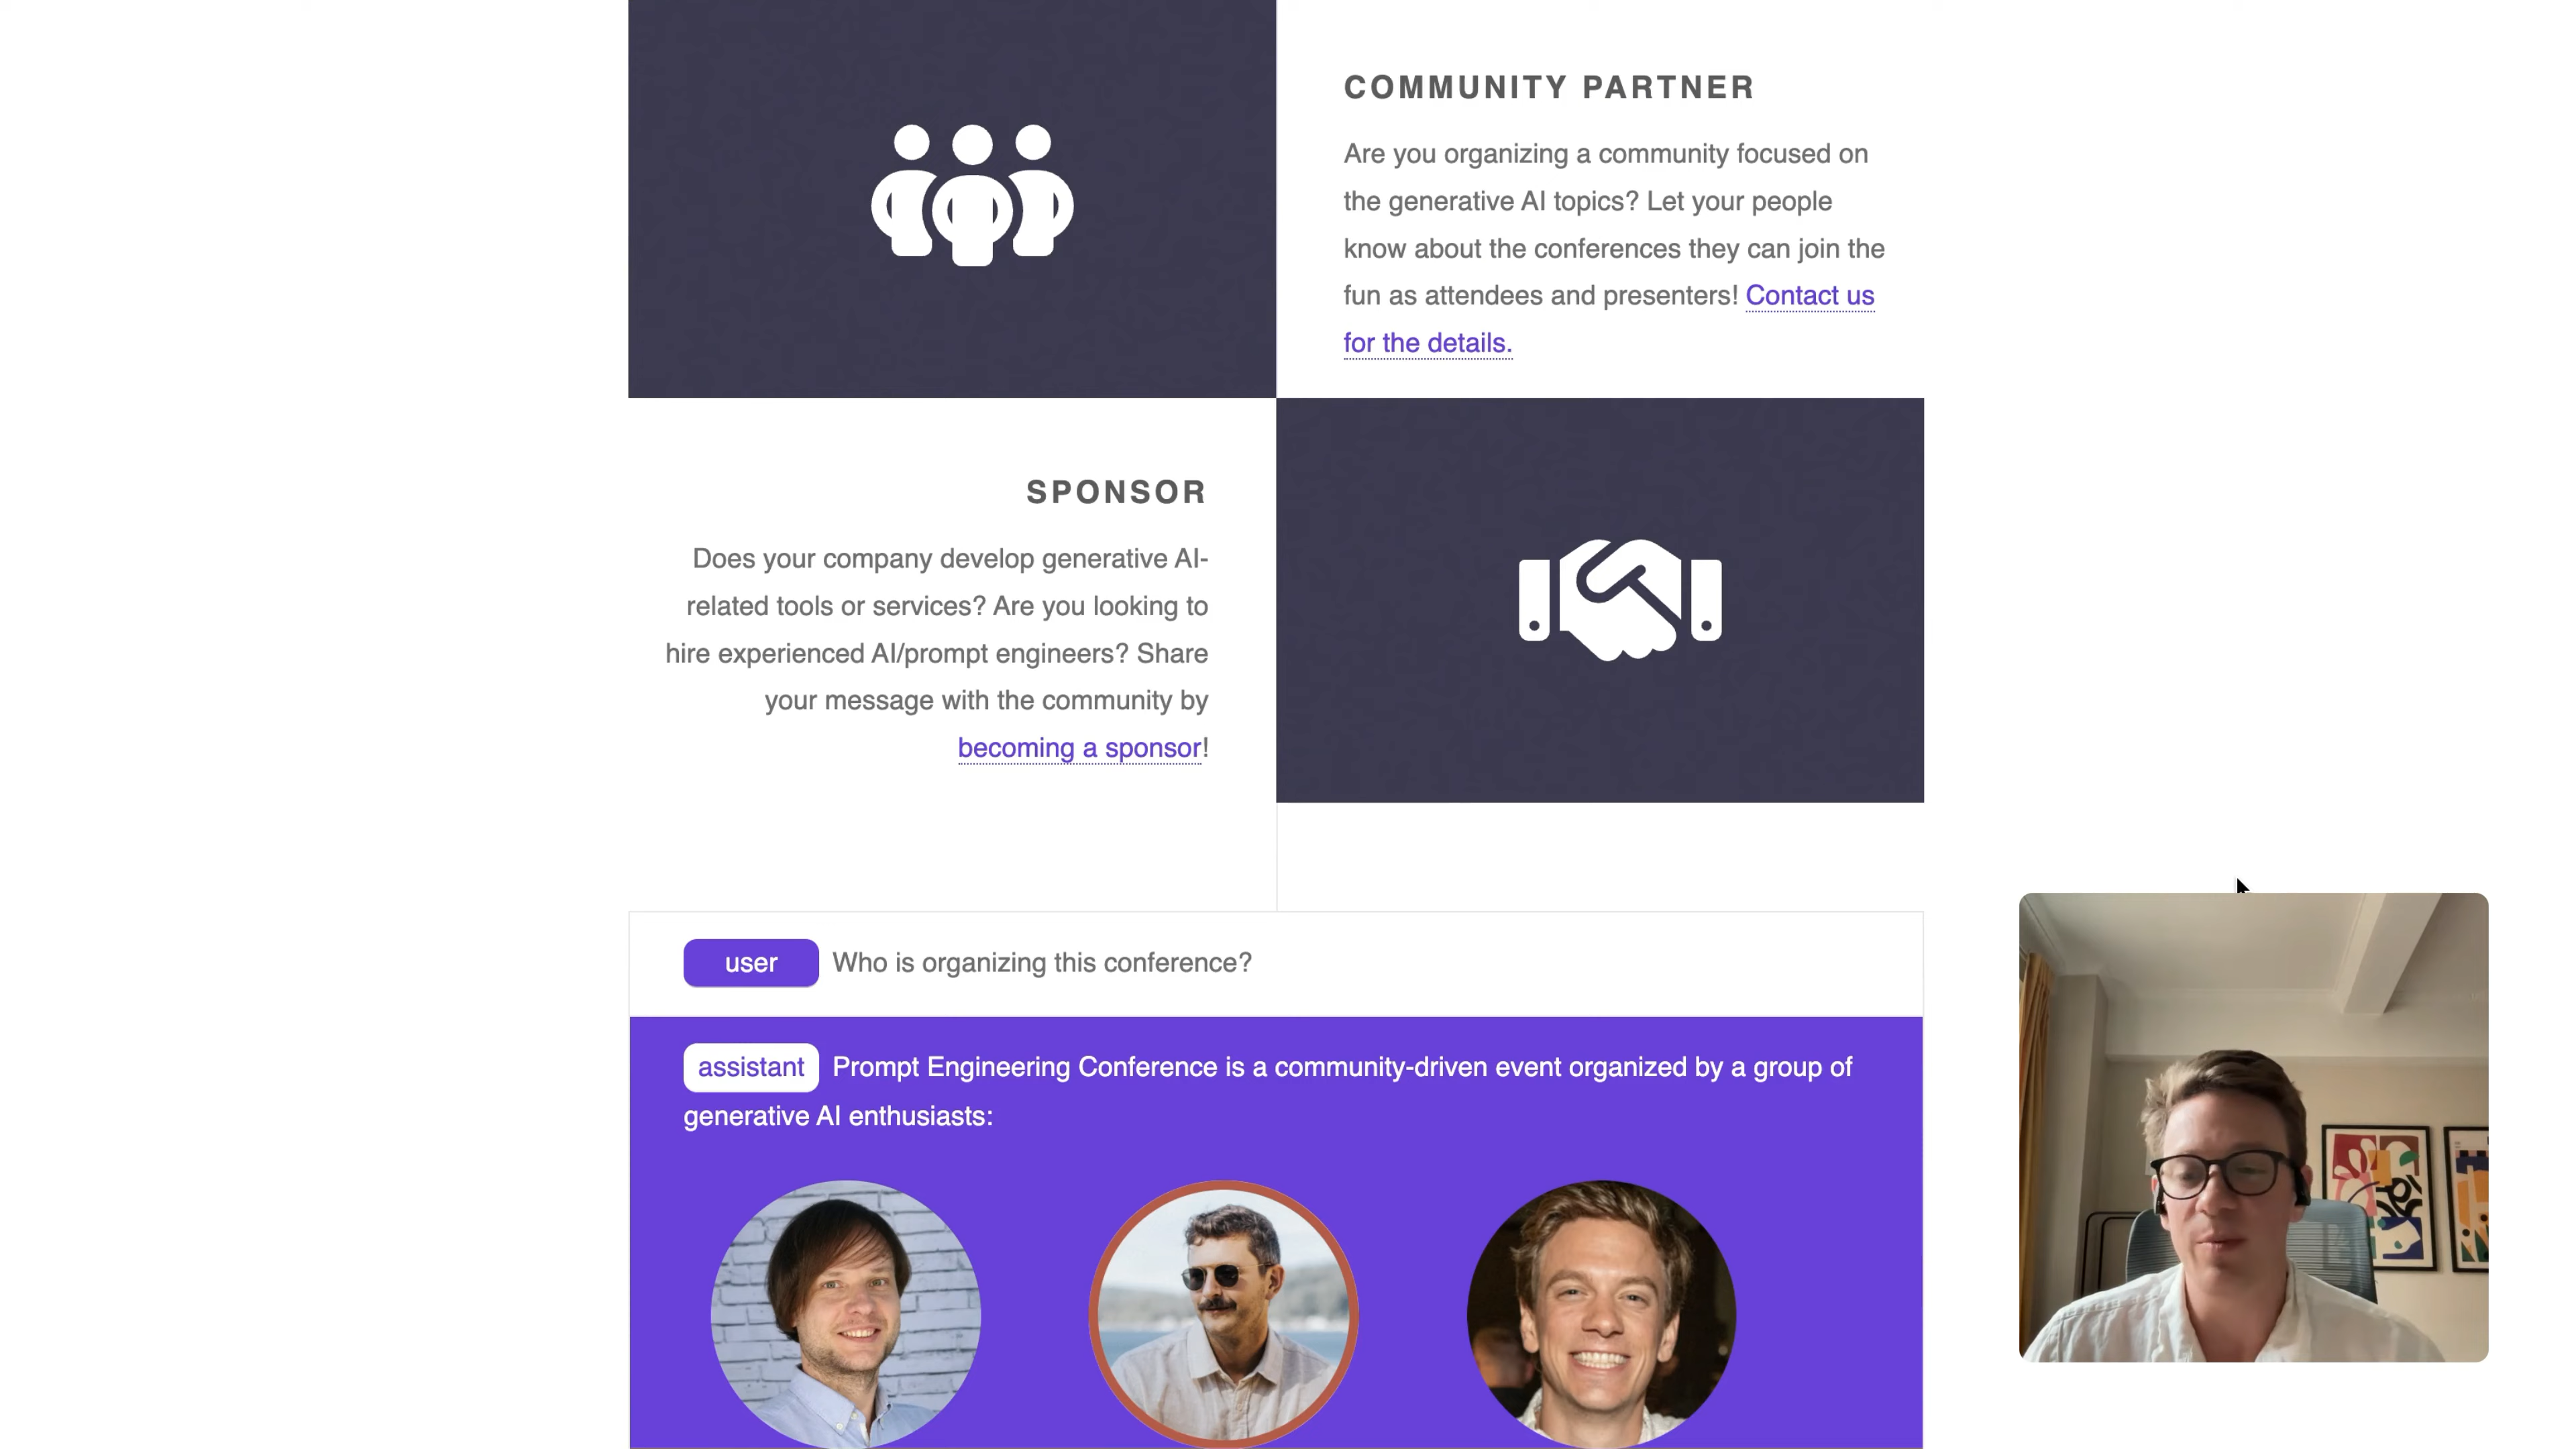 COMMUNITY PARTNER
Are you organizing a community focused on
the generative AI topics? Let your people
know about the conferences they can join the
fun as attendees and presenters! Contact us
for the details.
SPONSOR
Does your company develop generative AI-
related tools or services? Are you looking to
hire experienced AI/prompt engineers? Share
your message with the community by
becoming a sponsor!
user Who is organizing this conference?
assistant Prompt Engineering Conference is a community-driven event organized by a group of
generative AI enthusiasts: